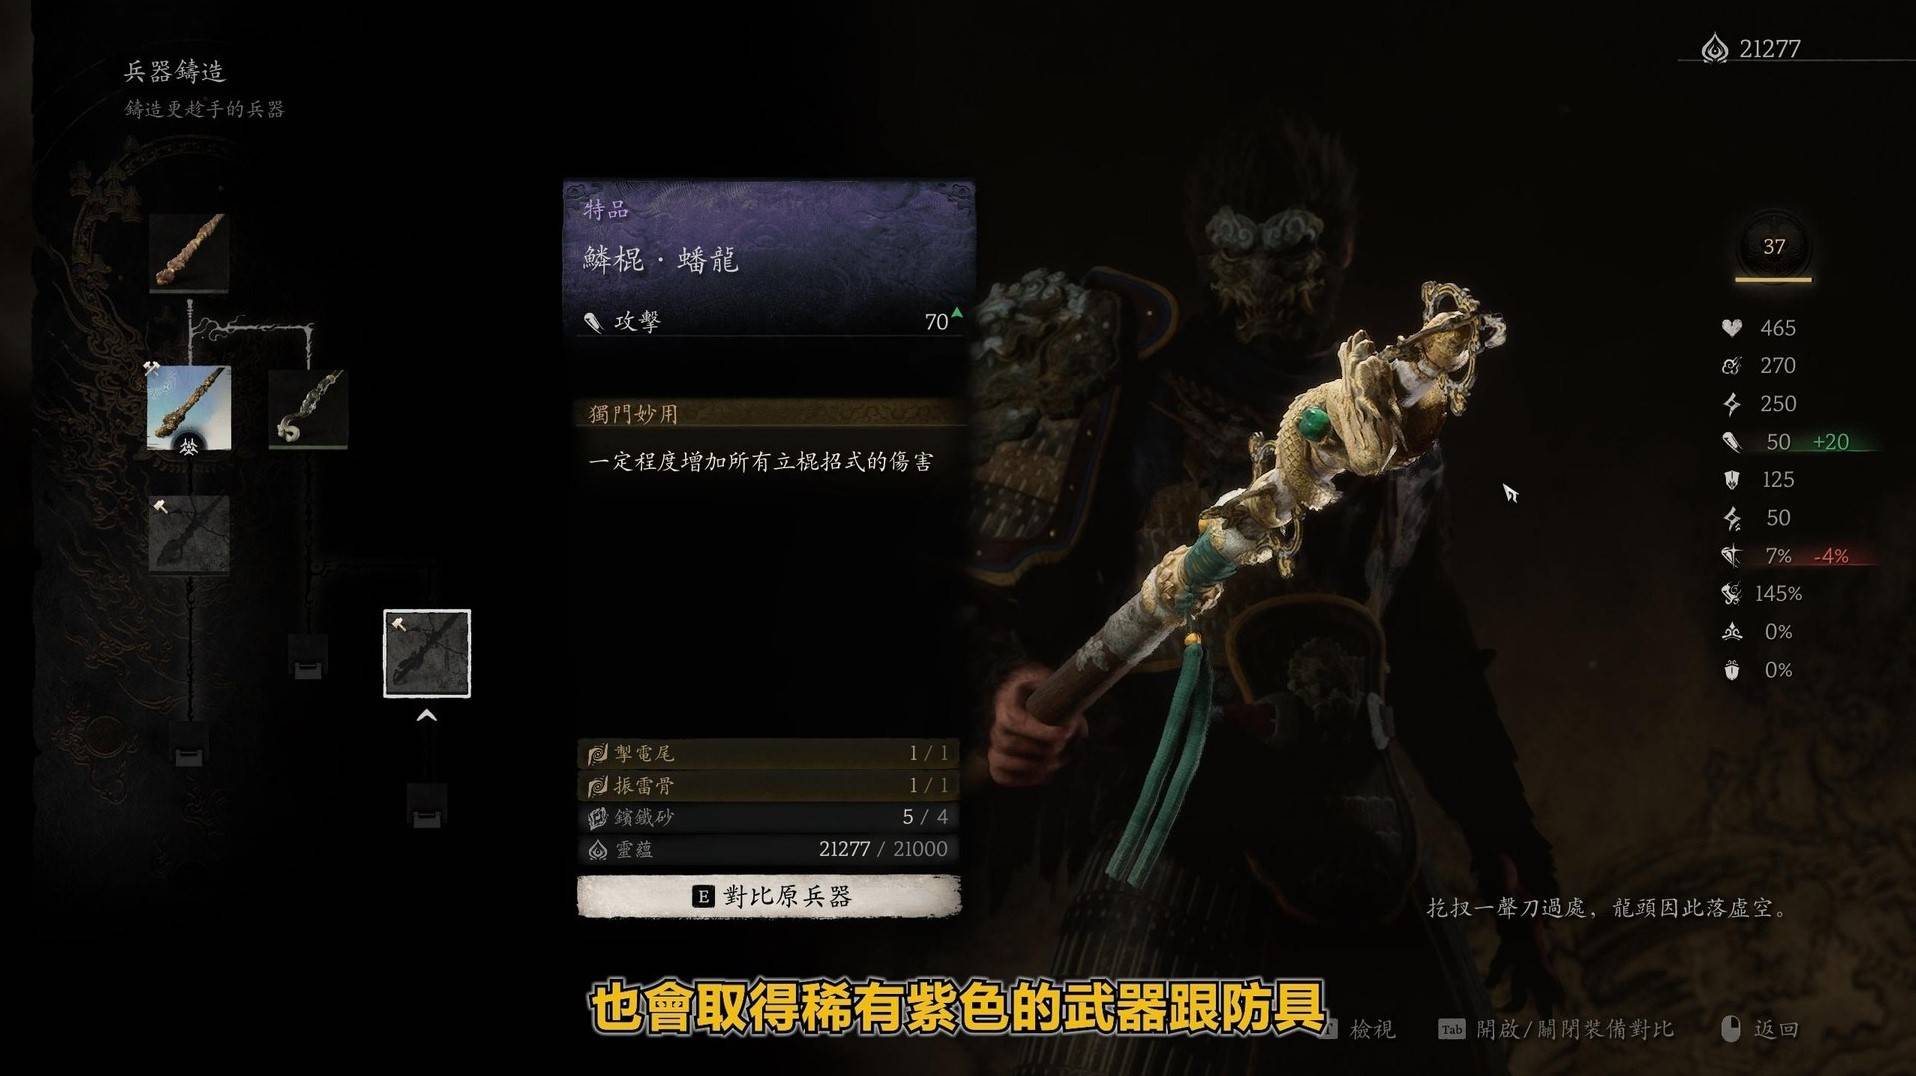 兵器鑄造
鑄造更趁手的兵器
21277
特品
鱗棍·蟠龍
攻擊 70
獨門妙用
一定程度增加所有立棍招式的傷害
掣電尾 1 / 1
振雷骨 1 / 1
鑌鐵砂 5 / 4
靈蘊 21277 / 21000
E 對比原兵器
37
465
270
250
50 +20
125
50
7% -4%
145%
0%
0%
扢扠一聲刀過處，龍頭因此落虛空。
也會取得稀有紫色的武器跟防具
檢視
Tab 開啟/關閉裝備對比
返回